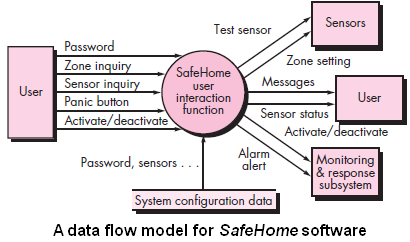 Test sensor
Sensors
Password
Zone inquiry
Sensor inquiry
Panic button
Activate/deactivate
User
SafeHome
user
interaction
function
Zone setting
Messages
Sensor status
User
Activate/deactivate
Alarm
alert
Monitoring
& response
subsystem
Password, sensors . . .
System configuration data
A data flow model for SafeHome software